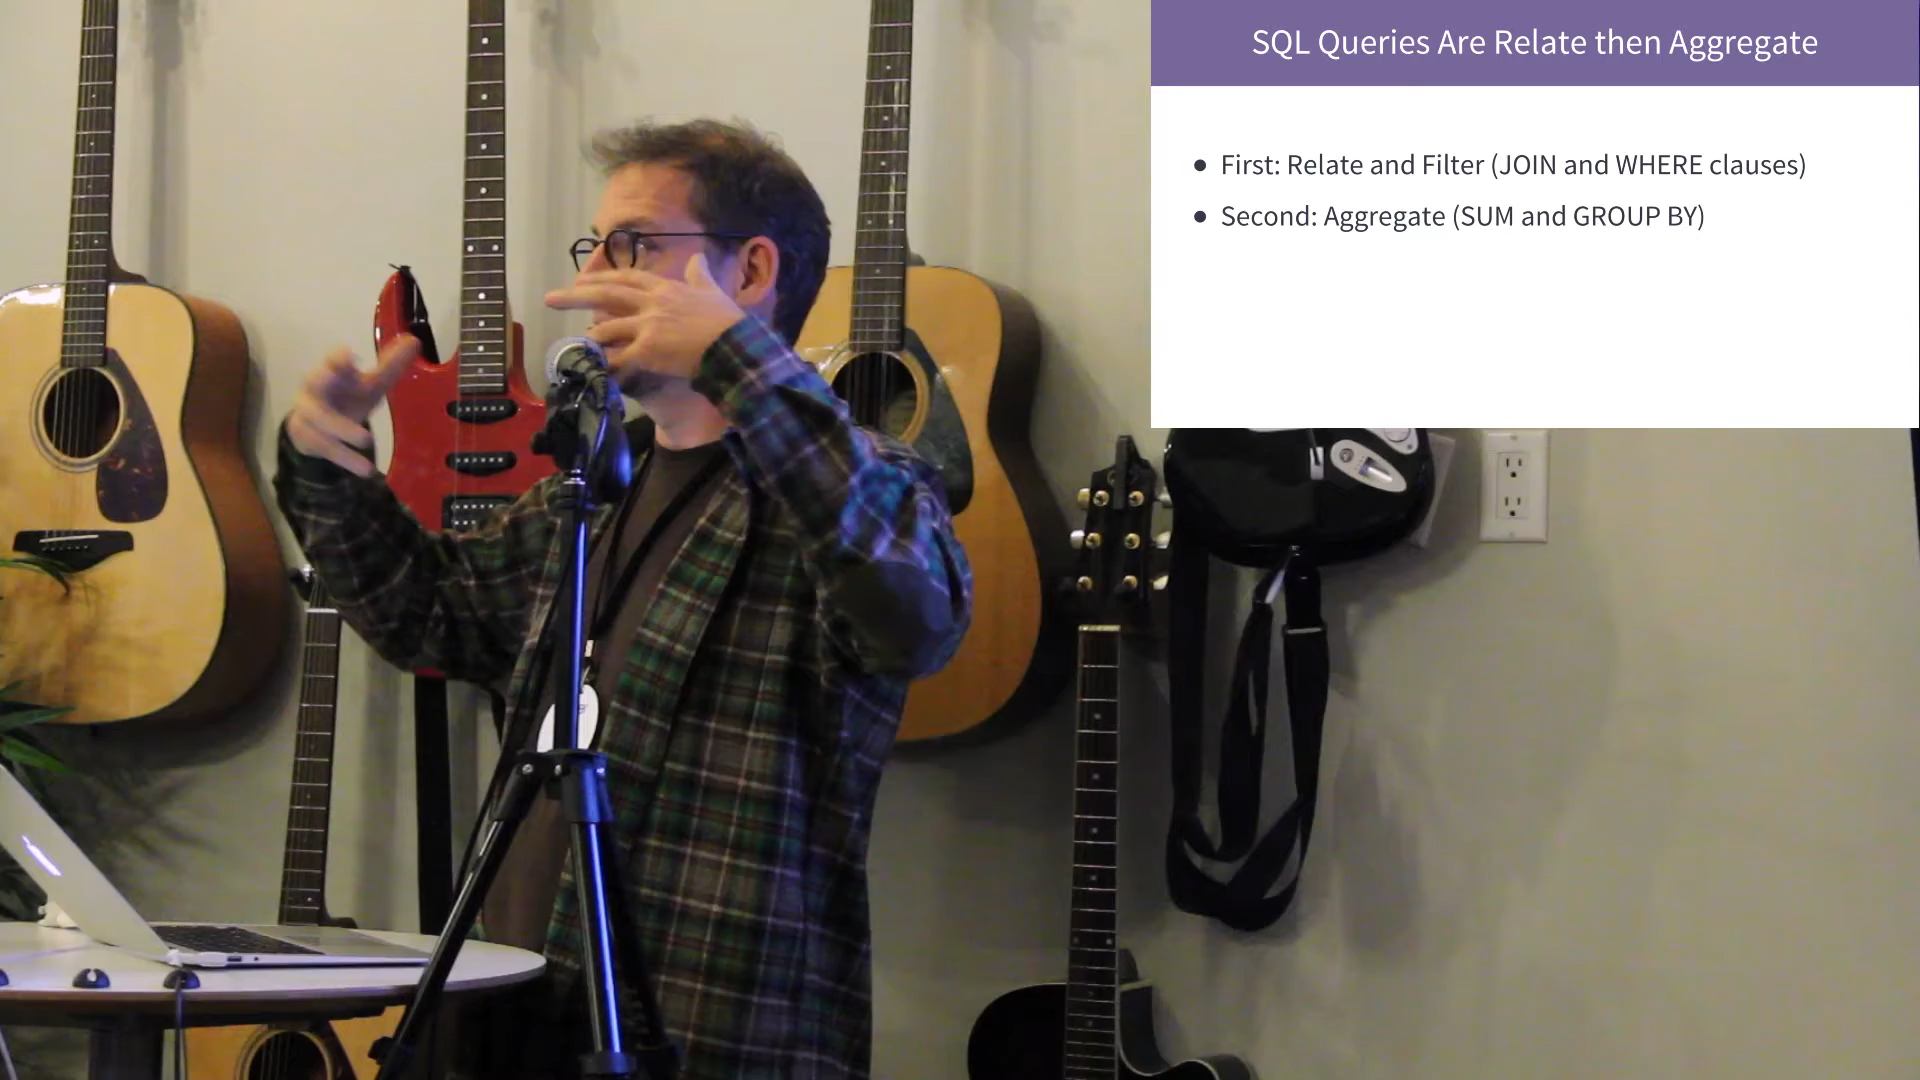 SQL Queries Are Relate then Aggregate
● First: Relate and Filter (JOIN and WHERE clauses)
● Second: Aggregate (SUM and GROUP BY)